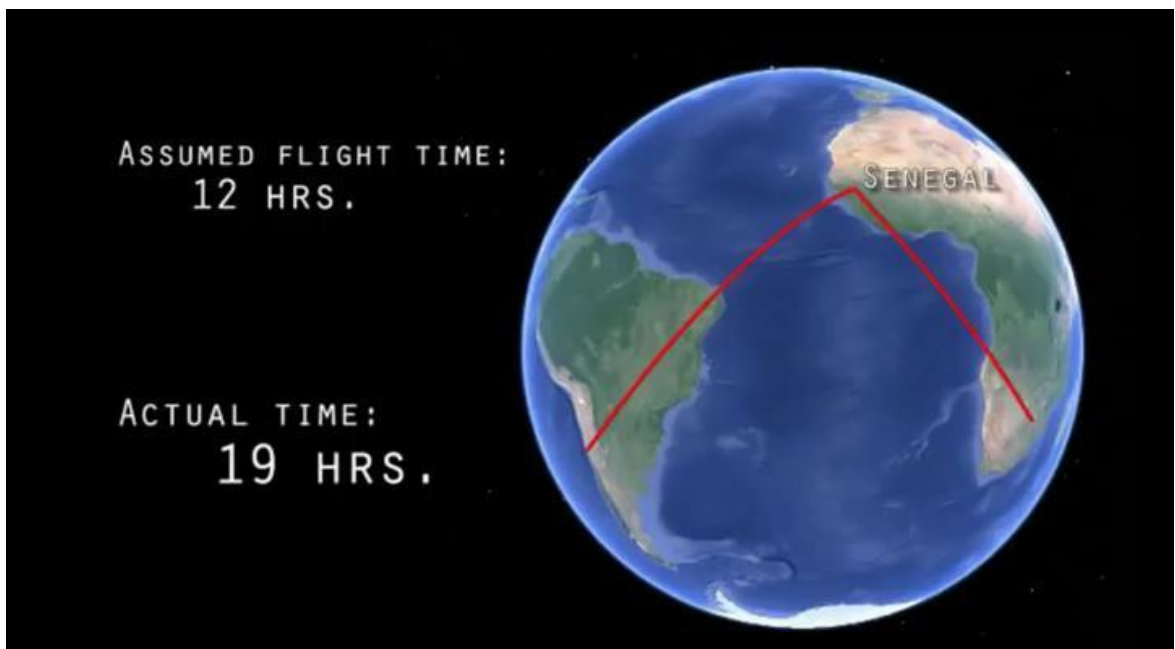 Assumed flight time:
12 hrs.
Senegal
Actual time:
19 hrs.